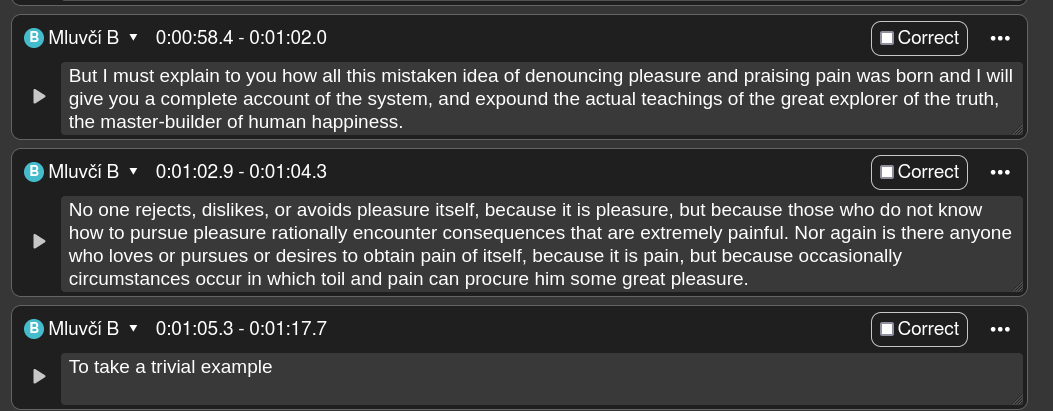 B Mluvčí B 0:00:58.4 - 0:01:02.0 Correct
But I must explain to you how all this mistaken idea of denouncing pleasure and praising pain was born and I will
give you a complete account of the system, and expound the actual teachings of the great explorer of the truth,
the master-builder of human happiness.
B Mluvčí B 0:01:02.9 - 0:01:04.3 Correct
No one rejects, dislikes, or avoids pleasure itself, because it is pleasure, but because those who do not know
how to pursue pleasure rationally encounter consequences that are extremely painful. Nor again is there anyone
who loves or pursues or desires to obtain pain of itself, because it is pain, but because occasionally
circumstances occur in which toil and pain can procure him some great pleasure.
B Mluvčí B 0:01:05.3 - 0:01:17.7 Correct
To take a trivial example